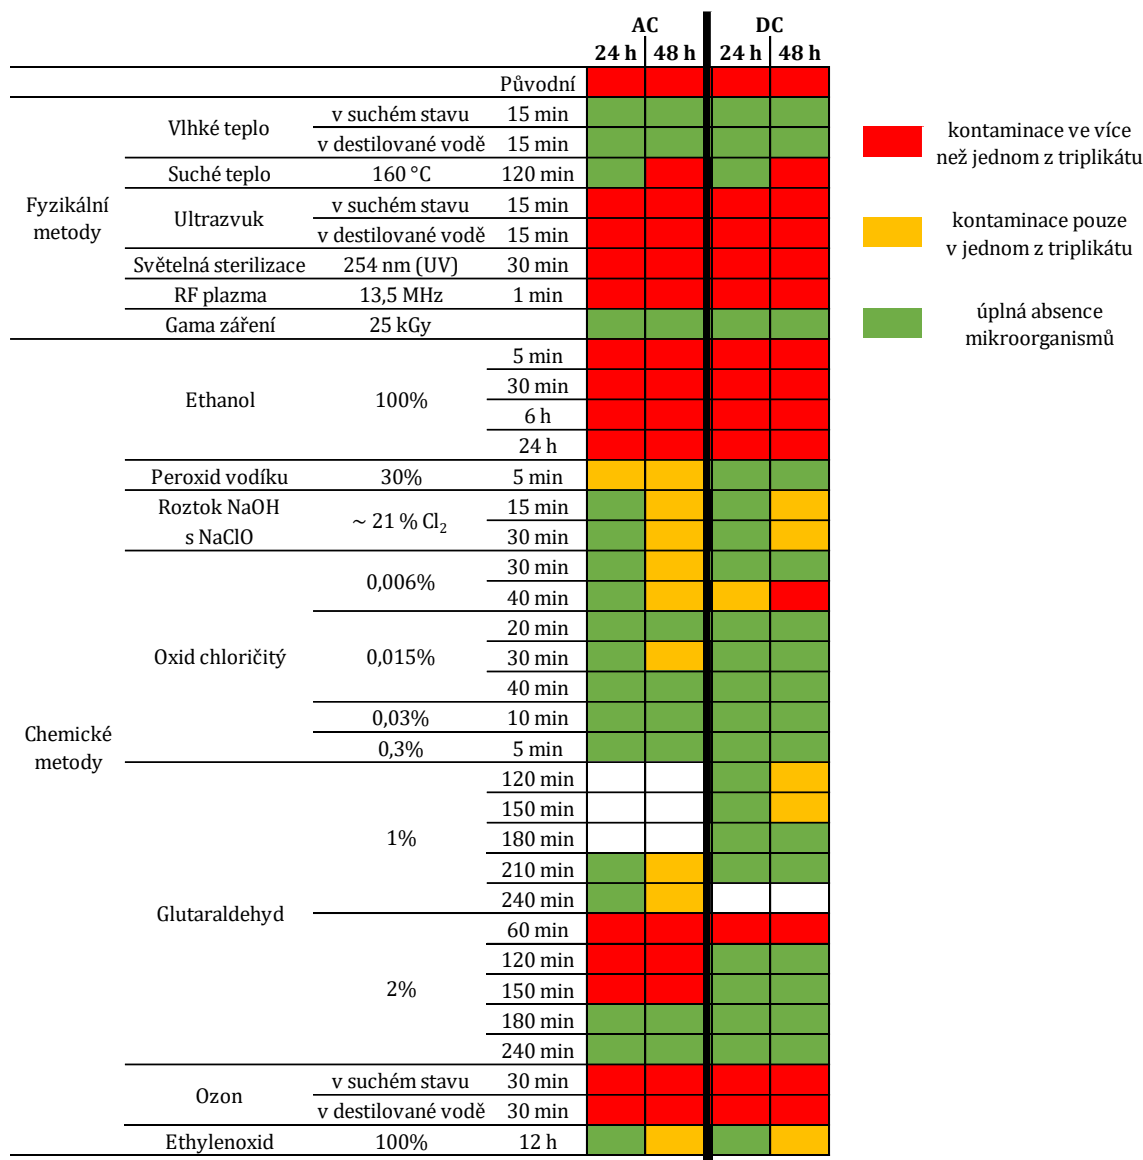 AC DC
24 h 48 h 24 h 48 h
Původní
Vlhké teplo v suchém stavu 15 min
v destilované vodě 15 min
Suché teplo 160 °C 120 min
Fyzikální
metody
Ultrazvuk v suchém stavu 15 min
v destilované vodě 15 min
Světelná sterilizace 254 nm (UV) 30 min
RF plazma 13,5 MHz 1 min
Gama záření 25 kGy
Ethanol 100% 5 min
30 min
6 h
24 h
Peroxid vodíku 30% 5 min
Roztok NaOH
s NaClO
~ 21 % Cl₂ 15 min
30 min
Oxid chloričitý 0,006% 30 min
40 min
0,015% 20 min
30 min
40 min
0,03% 10 min
0,3% 5 min
Chemické
metody
Glutaraldehyd 1% 120 min
150 min
180 min
210 min
240 min
2% 60 min
120 min
150 min
180 min
240 min
Ozon v suchém stavu 30 min
v destilované vodě 30 min
Ethylenoxid 100% 12 h
kontaminace ve více
než jednom z triplikátu
kontaminace pouze
v jednom z triplikátu
úplná absence
mikroorganismů